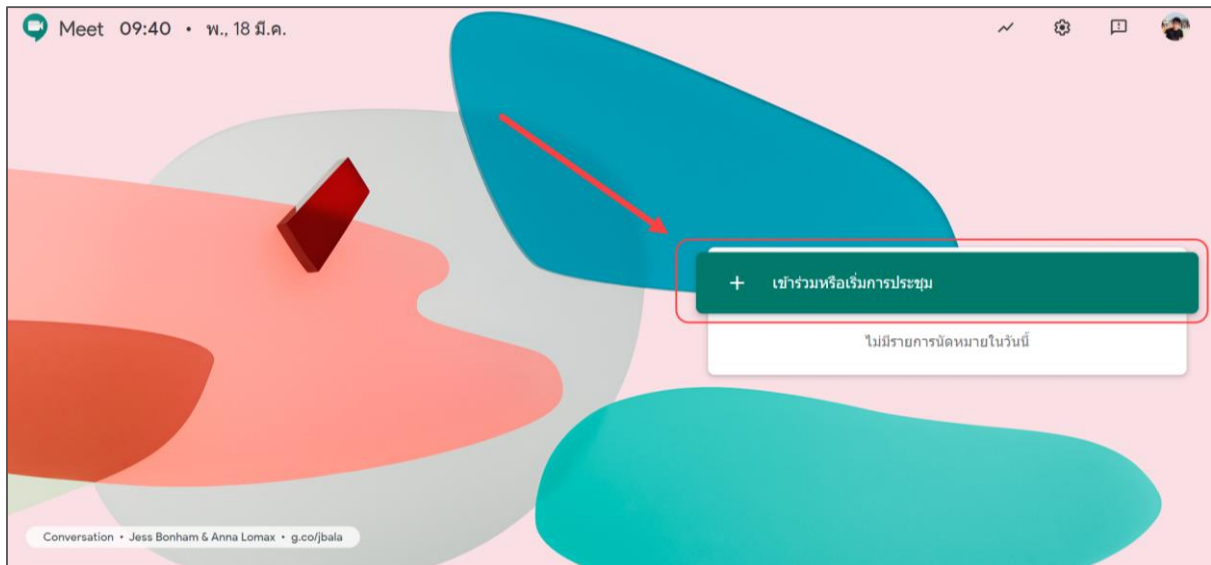 Meet 09:40 • พ., 18 มี.ค.
+ เข้าร่วมหรือเริ่มการประชุม
ไม่มีรายการนัดหมายในวันนี้
Conversation • Jess Bonham & Anna Lomax • g.co/jbala